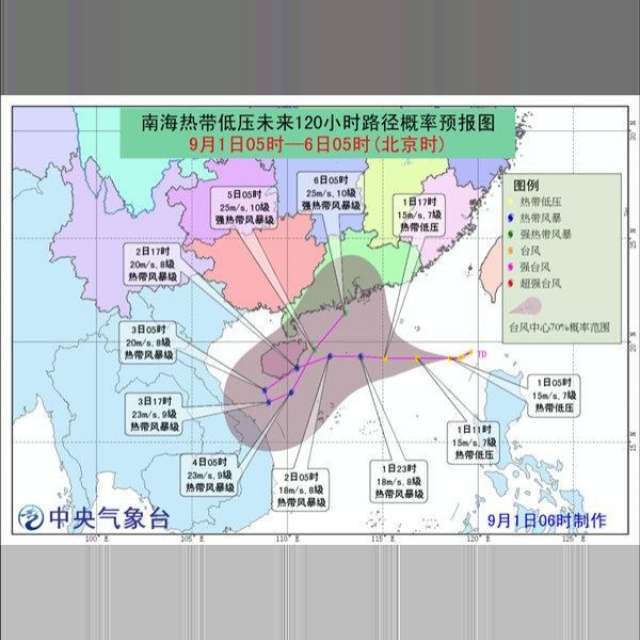 南海热带低压未来120小时路径概率预报图
9月1日05时—6日05时(北京时)
图例
热带低压
热带风暴
强热带风暴
台风
强台风
超强台风
台风中心70%概率范围
6日05时
25m/s,10级
强热带风暴级
5日05时
25m/s,10级
强热带风暴级
1日17时
15m/s,7级
热带低压
2日17时
20m/s,8级
热带风暴级
3日05时
20m/s,8级
热带风暴级
3日17时
23m/s,9级
热带风暴级
4日05时
23m/s,9级
热带风暴级
2日05时
18m/s,8级
热带风暴级
1日23时
18m/s,8级
热带风暴级
1日11时
15m/s,7级
热带低压
1日05时
15m/s,7级
热带低压
TD
中央气象台
9月1日06时制作
100° E
105° E
110° E
115° E
120° E
125° E